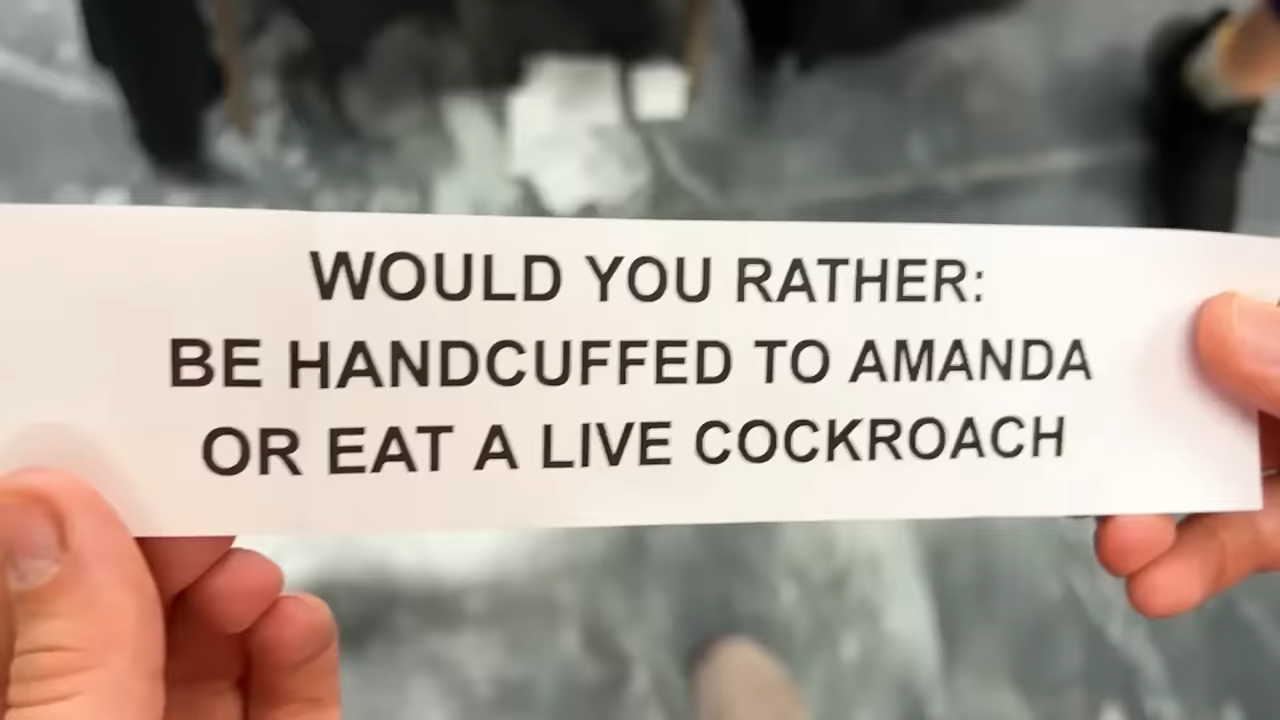 WOULD YOU RATHER:
BE HANDCUFFED TO AMANDA
OR EAT A LIVE COCKROACH